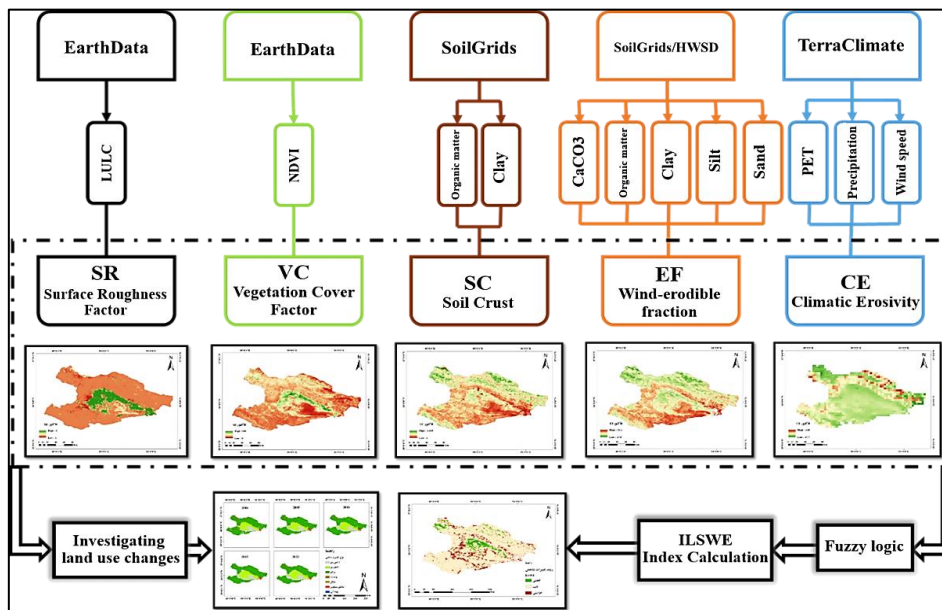 EarthData
EarthData
SoilGrids
SoilGrids/HWSD
TerraClimate
LULC
NDVI
Organic matter
Clay
CaCO3
Organic matter
Clay
Silt
Sand
PET
Precipitation
Wind speed
SR
Surface Roughness
Factor
VC
Vegetation Cover
Factor
SC
Soil Crust
EF
Wind-erodible
fraction
CE
Climatic Erosivity
Investigating
land use changes
ILSWE
Index Calculation
Fuzzy logic